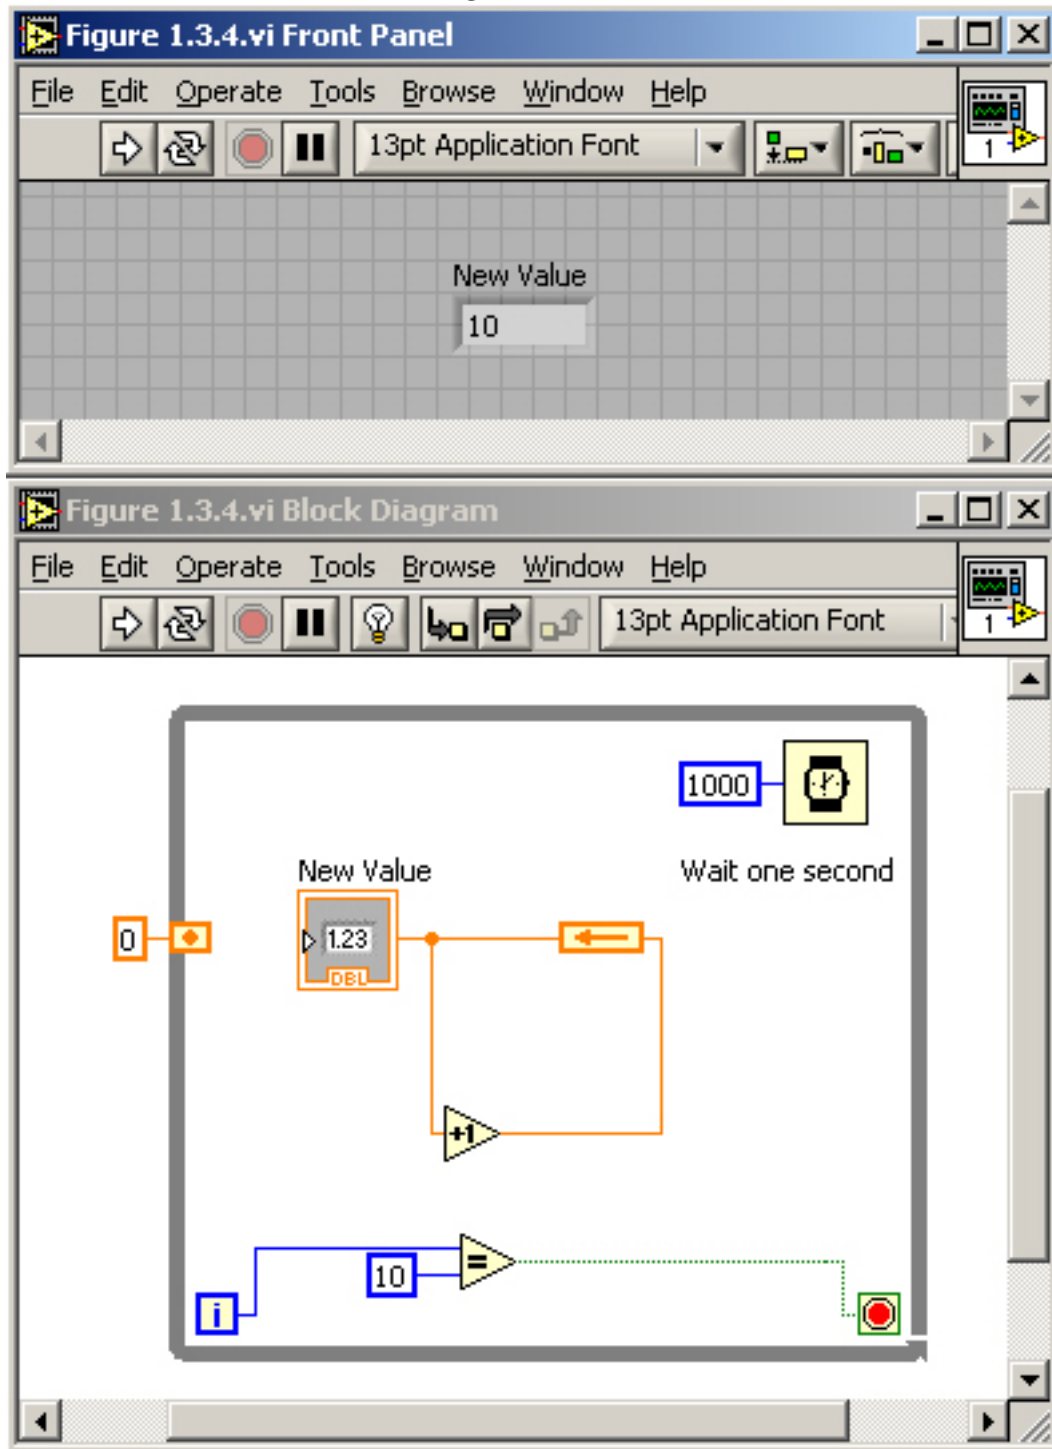 Figure 1.3.4.vi Front Panel
File Edit Operate Tools Browse Window Help
13pt Application Font
1
New Value
10
Figure 1.3.4.vi Block Diagram
File Edit Operate Tools Browse Window Help
13pt Application Font
1
1000
New Value
Wait one second
0
1.23
DBL
+1
=
10
i